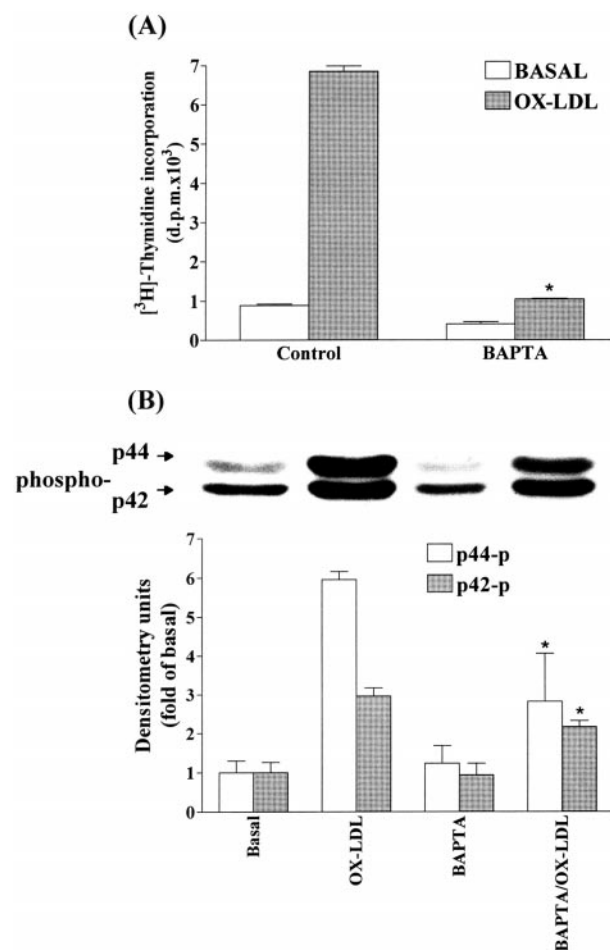 (A)
[³H]-Thymidine incorporation
(d.p.m.x10³)
7
6
5
4
3
2
1
0
BASAL
OX-LDL
*
Control
BAPTA
(B)
p44
phospho-
p42
Densitometry units
(fold of basal)
7
6
5
4
3
2
1
0
p44-p
p42-p
*
*
Basal
OX-LDL
BAPTA
BAPTA/OX-LDL